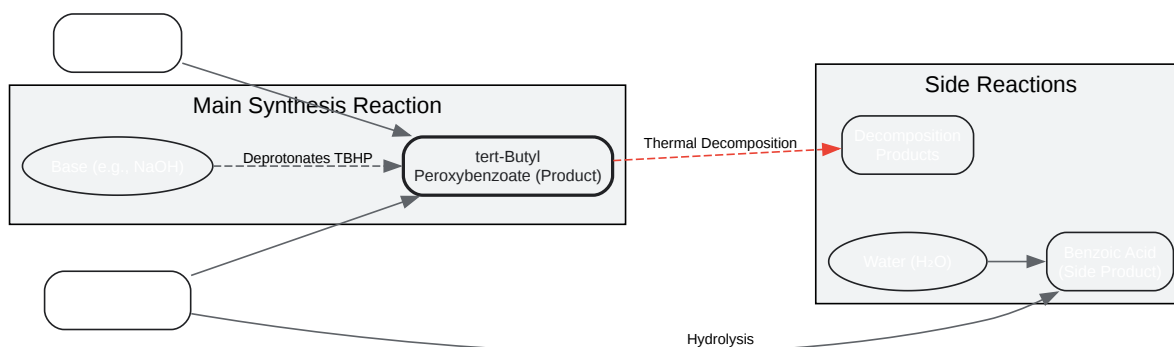 Main Synthesis Reaction
Side Reactions
Base (e.g., NaOH)
Deprotonates TBHP
tert-Butyl
Peroxybenzoate (Product)
Thermal Decomposition
Decomposition
Products
Water (H₂O)
Benzoic Acid
(Side Product)
Hydrolysis